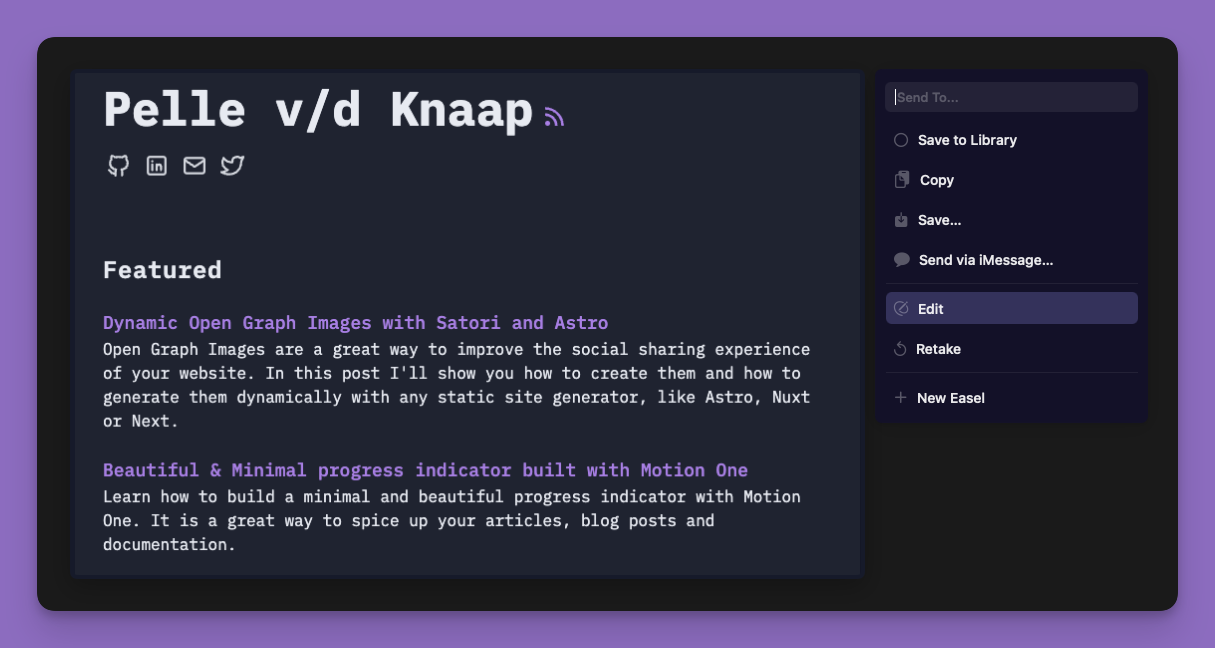 Pelle v/d Knaap
Featured
Dynamic Open Graph Images with Satori and Astro
Open Graph Images are a great way to improve the social sharing experience
of your website. In this post I'll show you how to create them and how to
generate them dynamically with any static site generator, like Astro, Nuxt
or Next.
Beautiful & Minimal progress indicator built with Motion One
Learn how to build a minimal and beautiful progress indicator with Motion
One. It is a great way to spice up your articles, blog posts and
documentation.
Send To...
Save to Library
Copy
Save...
Send via iMessage...
Edit
Retake
New Easel